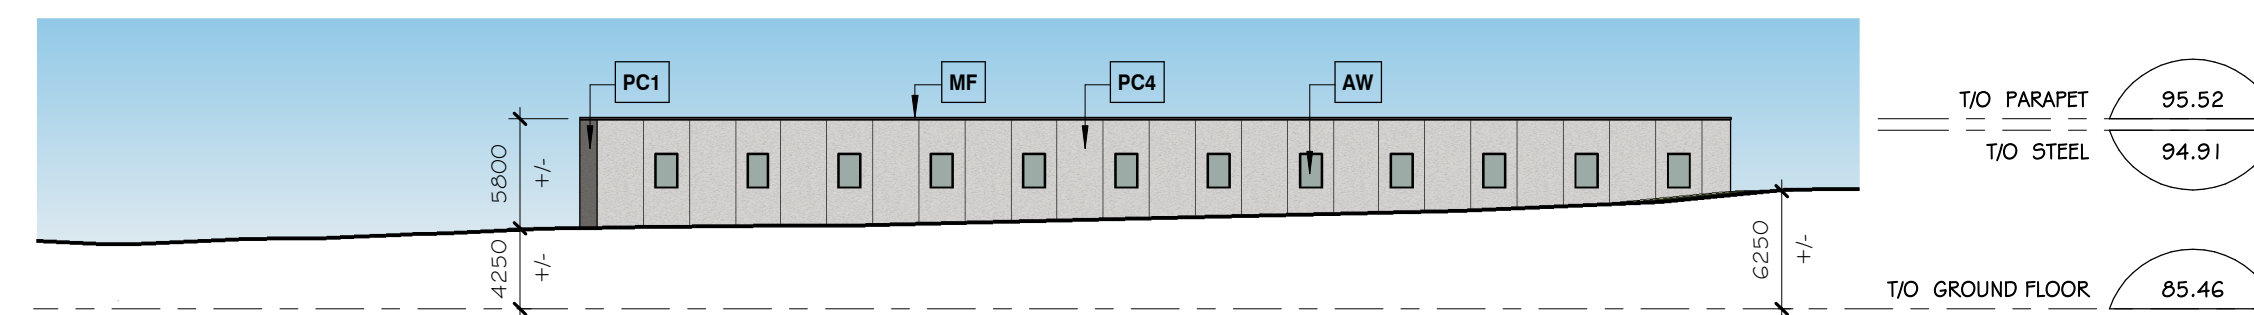 PC1
MF
PC4
AW
T/O PARAPET 95.52
T/O STEEL 94.91
5800 +/-
4250 +/-
6250 +/-
T/O GROUND FLOOR 85.46